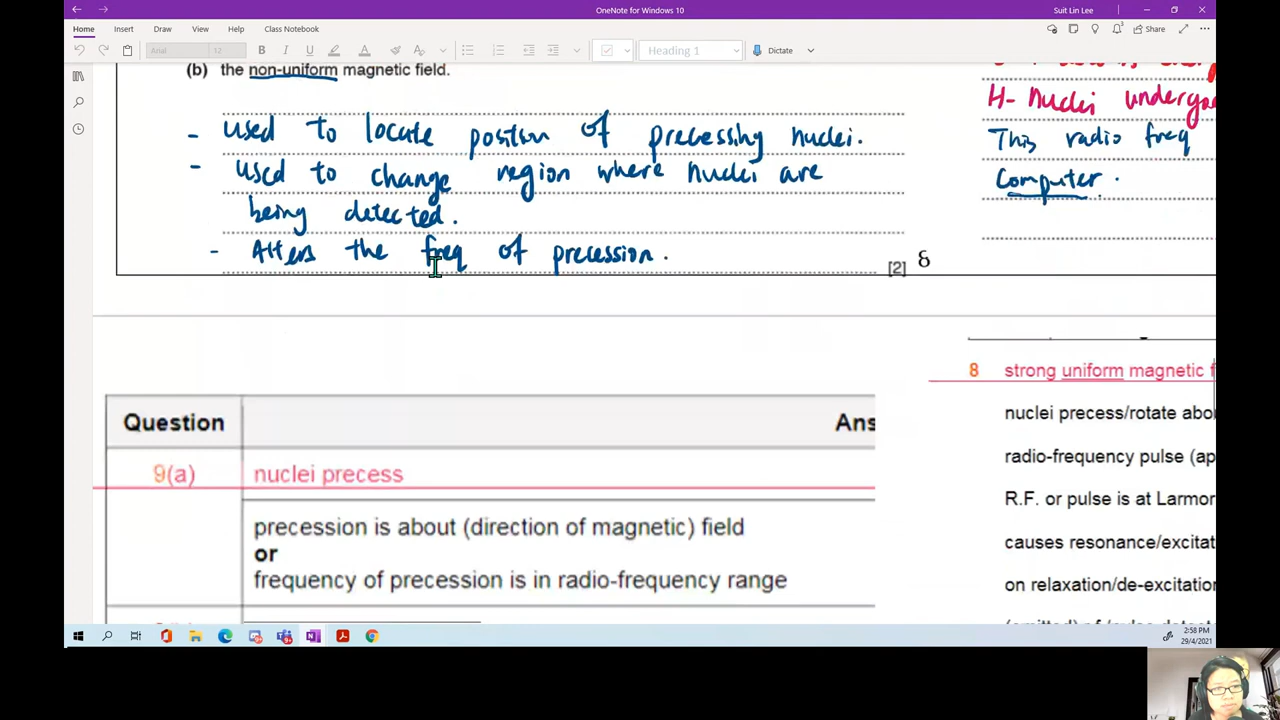 OneNote for Windows 10
Suit Lin Lee
Home Insert Draw View Help Class Notebook
Share
Arial 12 B I U A Heading 1 Dictate
(b) the non-uniform magnetic field.
- used to locate position of precessing nuclei.
- used to change region where nuclei are
being detected.
- Alters the freq of precession.
[2] 8
H-nuclei undergo
This radio freq
Computer.
Question Ans
9(a) nuclei precess
precession is about (direction of magnetic) field
or
frequency of precession is in radio-frequency range
8 strong uniform magnetic f
nuclei precess/rotate abo
radio-frequency pulse (ap
R.F. or pulse is at Larmor
causes resonance/excitat
on relaxation/de-excitation
2:58 PM
29/4/2021